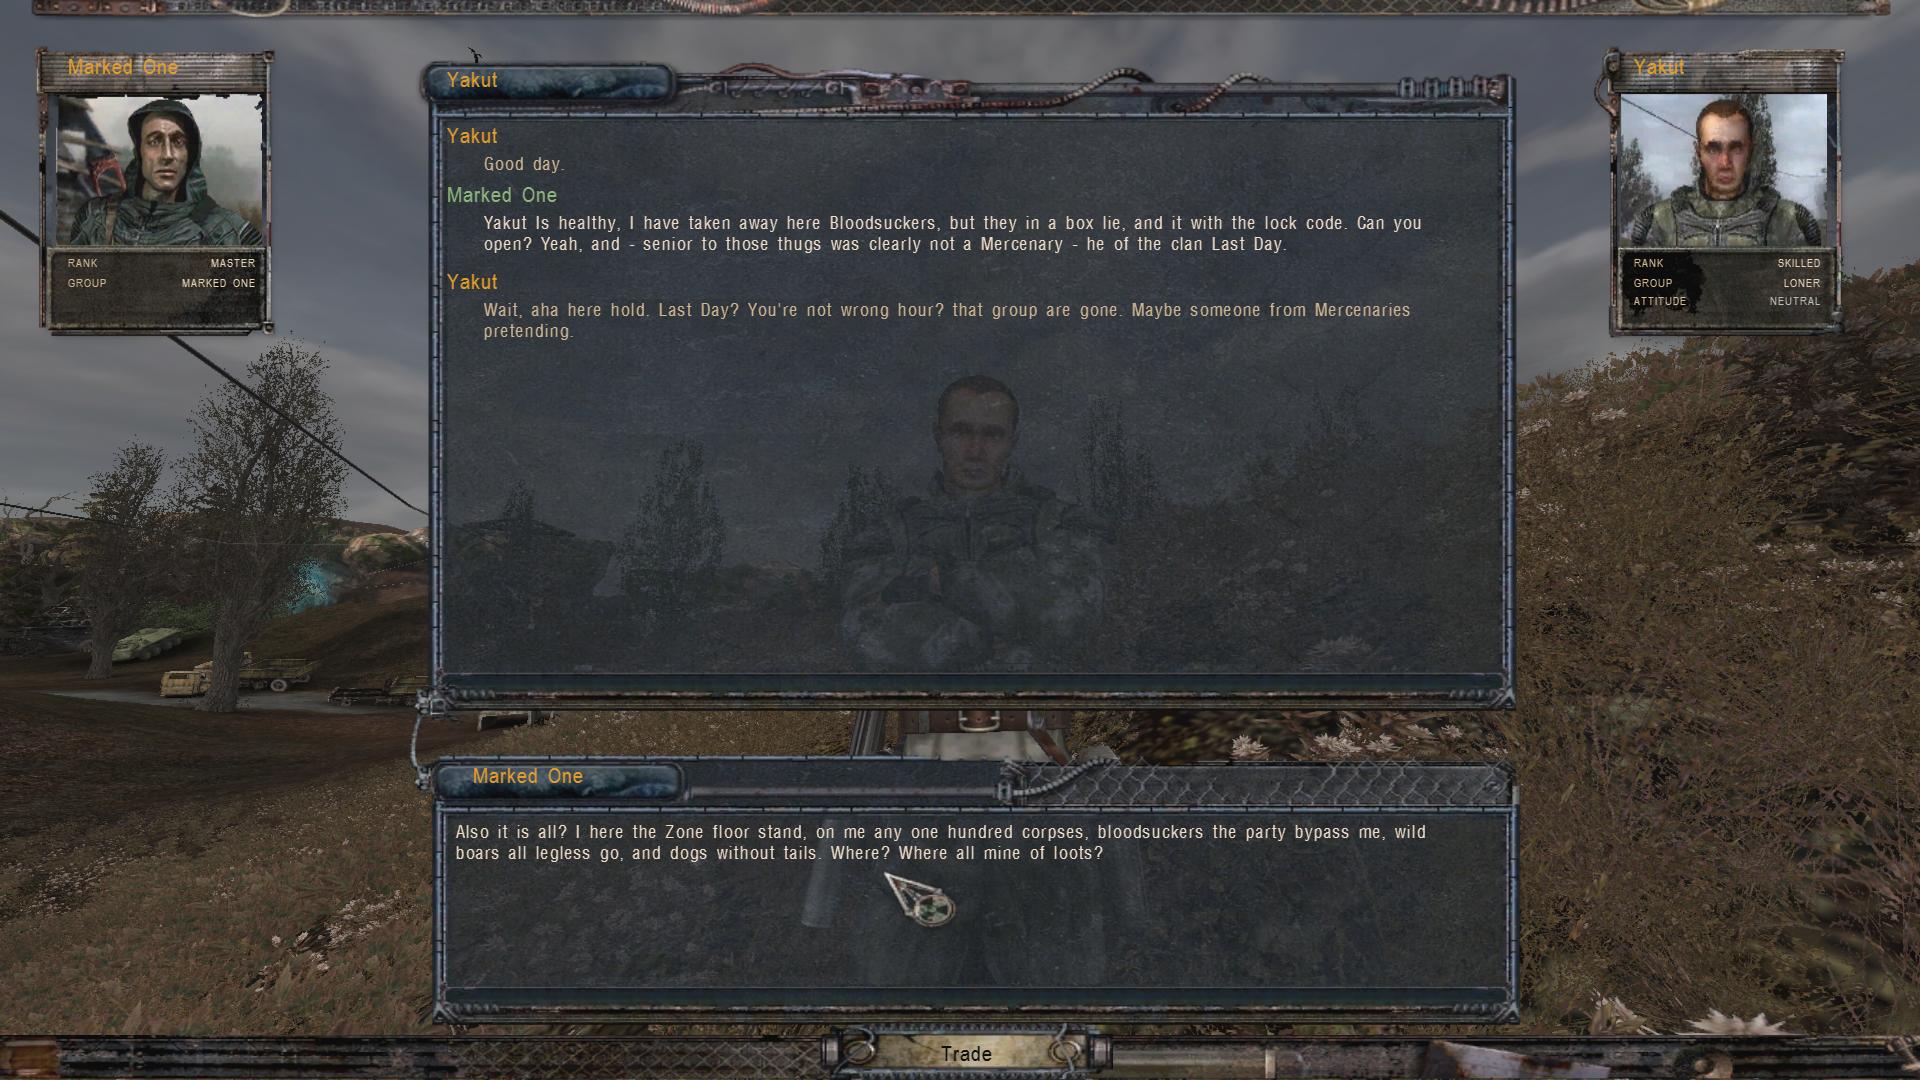 Marked One
RANK MASTER
GROUP MARKED ONE
Yakut
Yakut
Good day.
Marked One
Yakut Is healthy, I have taken away here Bloodsuckers, but they in a box lie, and it with the lock code. Can you
open? Yeah, and - senior to those thugs was clearly not a Mercenary - he of the clan Last Day.
Yakut
Wait, aha here hold. Last Day? You're not wrong hour? that group are gone. Maybe someone from Mercenaries
pretending.
Yakut
RANK SKILLED
GROUP LONER
ATTITUDE NEUTRAL
Marked One
Also it is all? I here the Zone floor stand, on me any one hundred corpses, bloodsuckers the party bypass me, wild
boars all legless go, and dogs without tails. Where? Where all mine of loots?
Trade